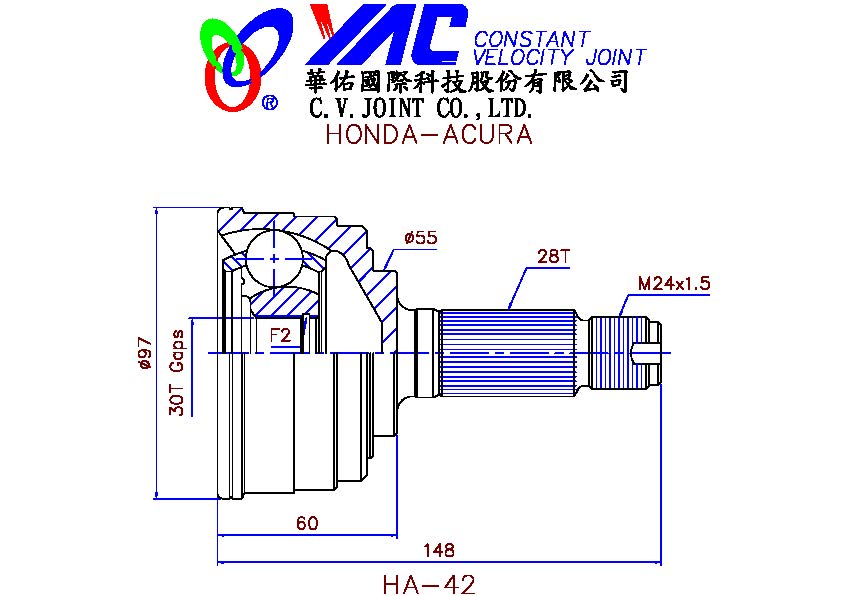 YAC CONSTANT
VELOCITY JOINT
®
華佑國際科技股份有限公司
C.V.JOINT CO.,LTD.
HONDA-ACURA
ø55
28T
M24x1.5
F2
ø97
30T Gaps
60
148
HA-42